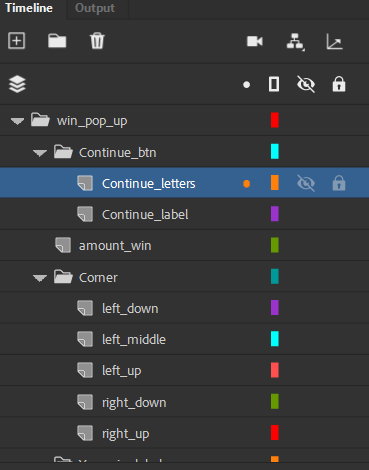 Timeline Output
win_pop_up
Continue_btn
Continue_letters
Continue_label
amount_win
Corner
left_down
left_middle
left_up
right_down
right_up